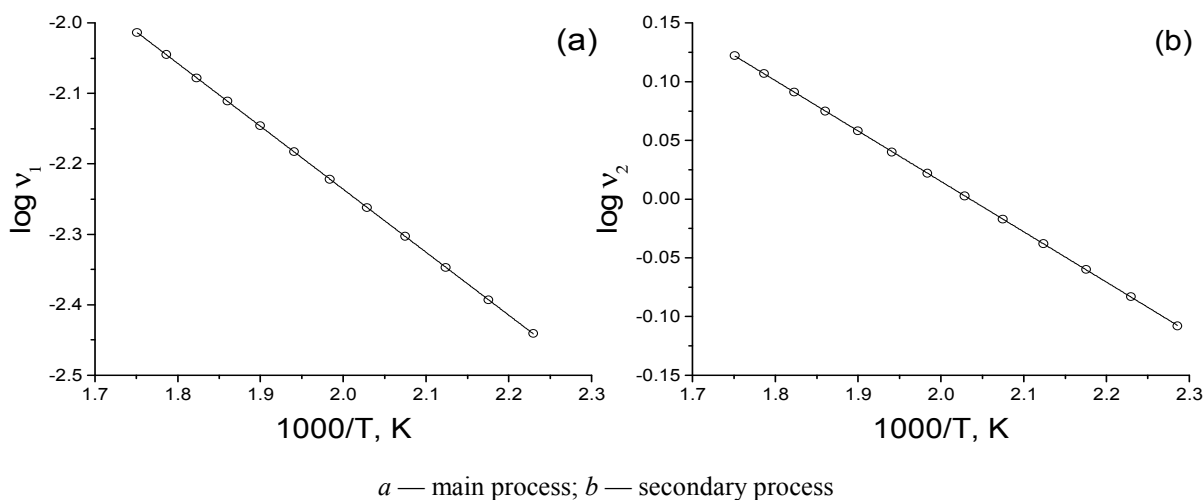 (a)
log ν1
-2.0
-2.1
-2.2
-2.3
-2.4
-2.5
1.7 1.8 1.9 2.0 2.1 2.2 2.3
1000/T, K
(b)
log ν2
0.15
0.10
0.05
0.00
-0.05
-0.10
-0.15
1.7 1.8 1.9 2.0 2.1 2.2 2.3
1000/T, K
a — main process; b — secondary process